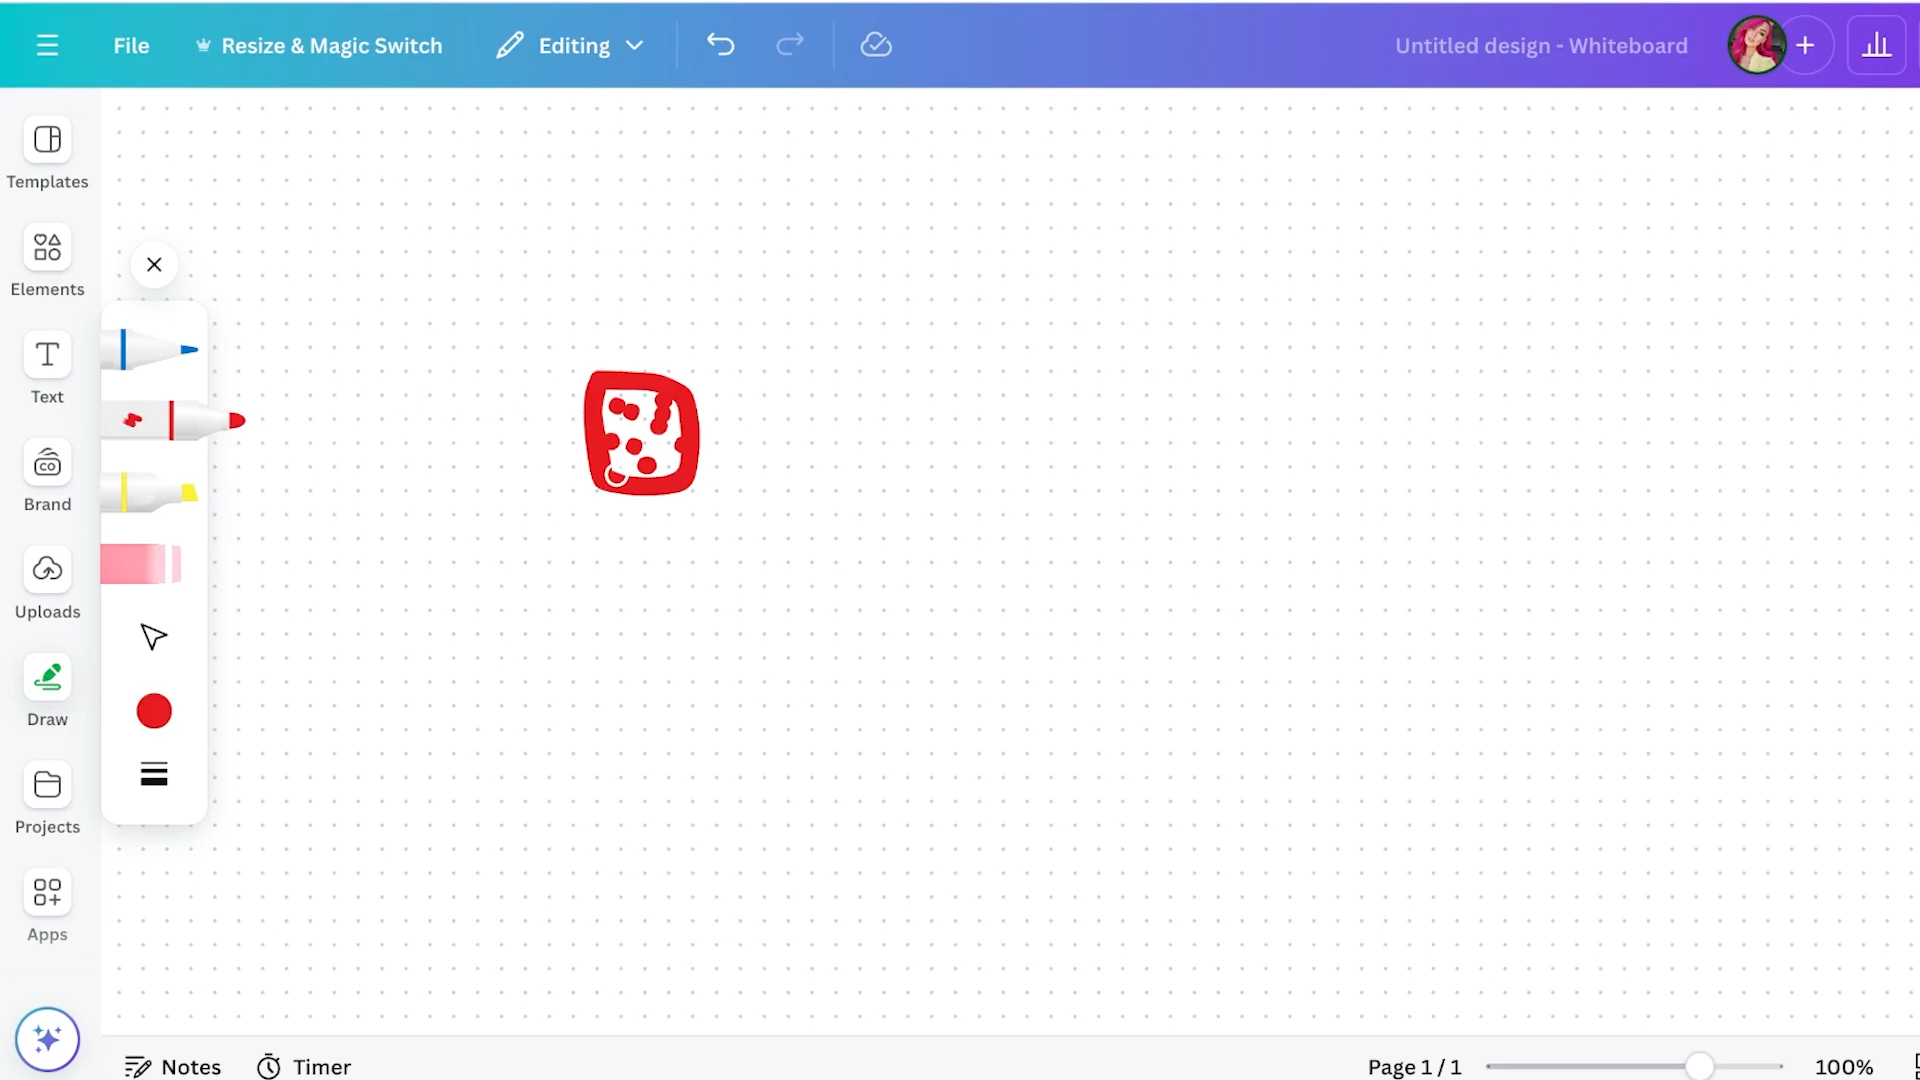 File
Resize & Magic Switch
Editing
Untitled design - Whiteboard
Templates
Elements
Text
CO
Brand
Uploads
Draw
Projects
Apps
Notes
Timer
Page 1 / 1
100%